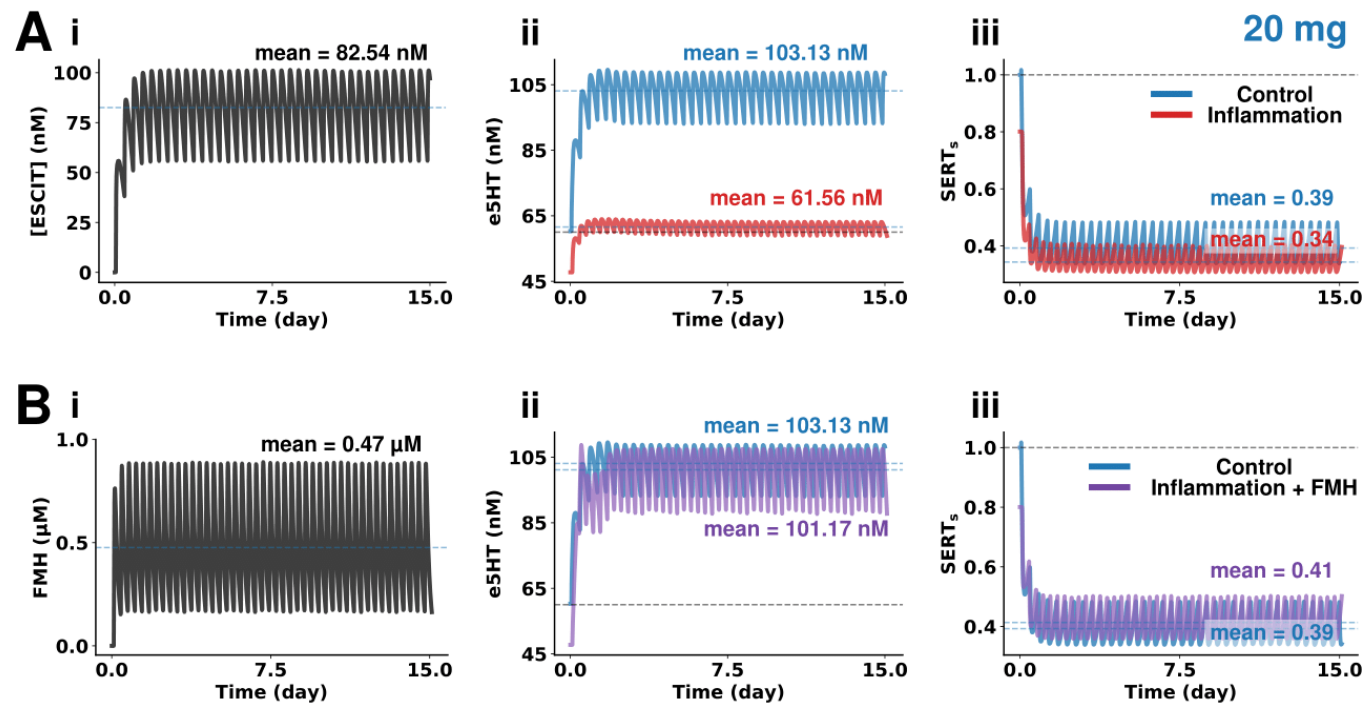 A
i
ii
iii
20 mg
mean = 82.54 nM
100
75
50
25
0
[ESCIT] (nM)
0.0
7.5
15.0
Time (day)
mean = 103.13 nM
105
85
65
45
e5HT (nM)
mean = 61.56 nM
0.0
7.5
15.0
Time (day)
1.0
0.8
0.6
0.4
SERTs
Control
Inflammation
mean = 0.39
mean = 0.34
0.0
7.5
15.0
Time (day)
B
i
ii
iii
mean = 0.47 µM
1.0
0.5
0.0
FMH (µM)
0.0
7.5
15.0
Time (day)
mean = 103.13 nM
105
85
65
45
e5HT (nM)
mean = 101.17 nM
0.0
7.5
15.0
Time (day)
1.0
0.8
0.6
0.4
SERTs
Control
Inflammation + FMH
mean = 0.41
mean = 0.39
0.0
7.5
15.0
Time (day)